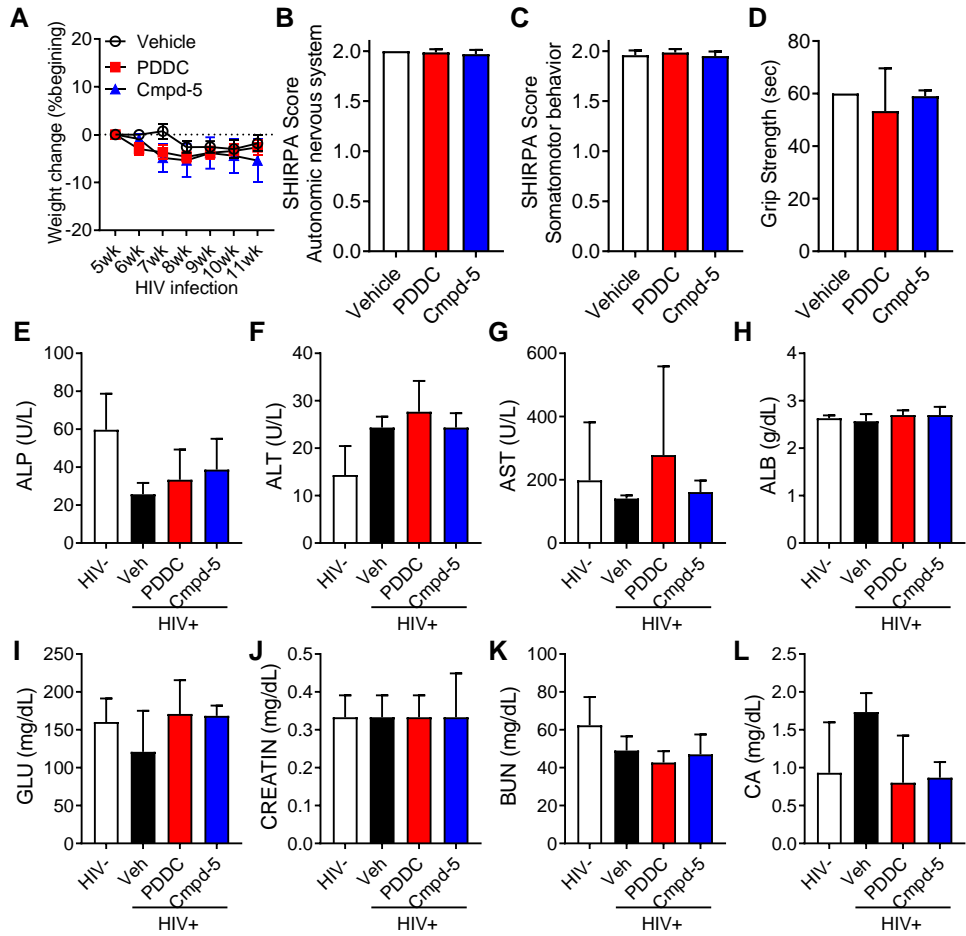 A
Weight change (%begining)
20
10
0
-10
-20
Vehicle
PDDC
Cmpd-5
5wk
6wk
7wk
8wk
9wk
10wk
11wk
HIV infection
B
SHIRPA Score
Autonomic nervous system
2.0
1.5
1.0
0.5
0.0
Vehicle
PDDC
Cmpd-5
C
SHIRPA Score
Somatomotor behavior
2.0
1.5
1.0
0.5
0.0
Vehicle
PDDC
Cmpd-5
D
Grip Strength (sec)
80
60
40
20
0
Vehicle
PDDC
Cmpd-5
E
ALP (U/L)
100
80
60
40
20
0
HIV-
Veh
PDDC
Cmpd-5
HIV+
F
ALT (U/L)
40
30
20
10
0
HIV-
Veh
PDDC
Cmpd-5
HIV+
G
AST (U/L)
600
400
200
0
HIV-
Veh
PDDC
Cmpd-5
HIV+
H
ALB (g/dL)
4
3
2
1
0
HIV-
Veh
PDDC
Cmpd-5
HIV+
I
GLU (mg/dL)
250
200
150
100
50
0
HIV-
Veh
PDDC
Cmpd-5
HIV+
J
CREATIN (mg/dL)
0.5
0.4
0.3
0.2
0.1
0.0
HIV-
Veh
PDDC
Cmpd-5
HIV+
K
BUN (mg/dL)
100
80
60
40
20
0
HIV-
Veh
PDDC
Cmpd-5
HIV+
L
CA (mg/dL)
2.5
2.0
1.5
1.0
0.5
0.0
HIV-
Veh
PDDC
Cmpd-5
HIV+